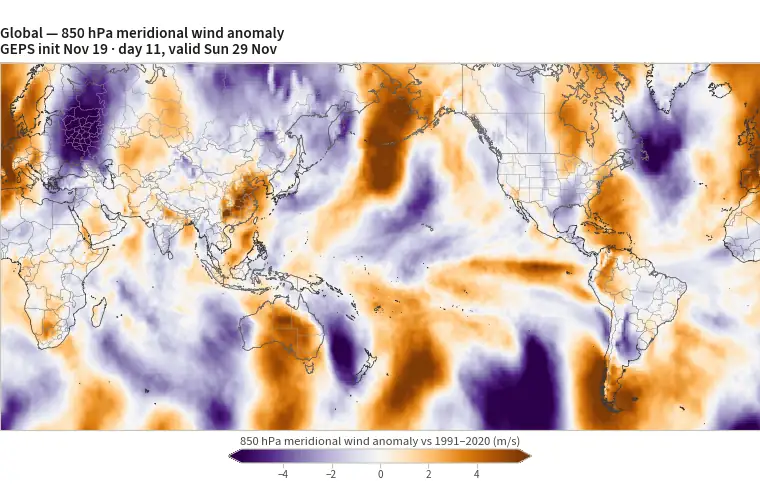 Global — 850 hPa meridional wind anomaly
GEPS init Nov 19 · day 11, valid Sun 29 Nov
850 hPa meridional wind anomaly vs 1991–2020 (m/s)
−4 −2 0 2 4